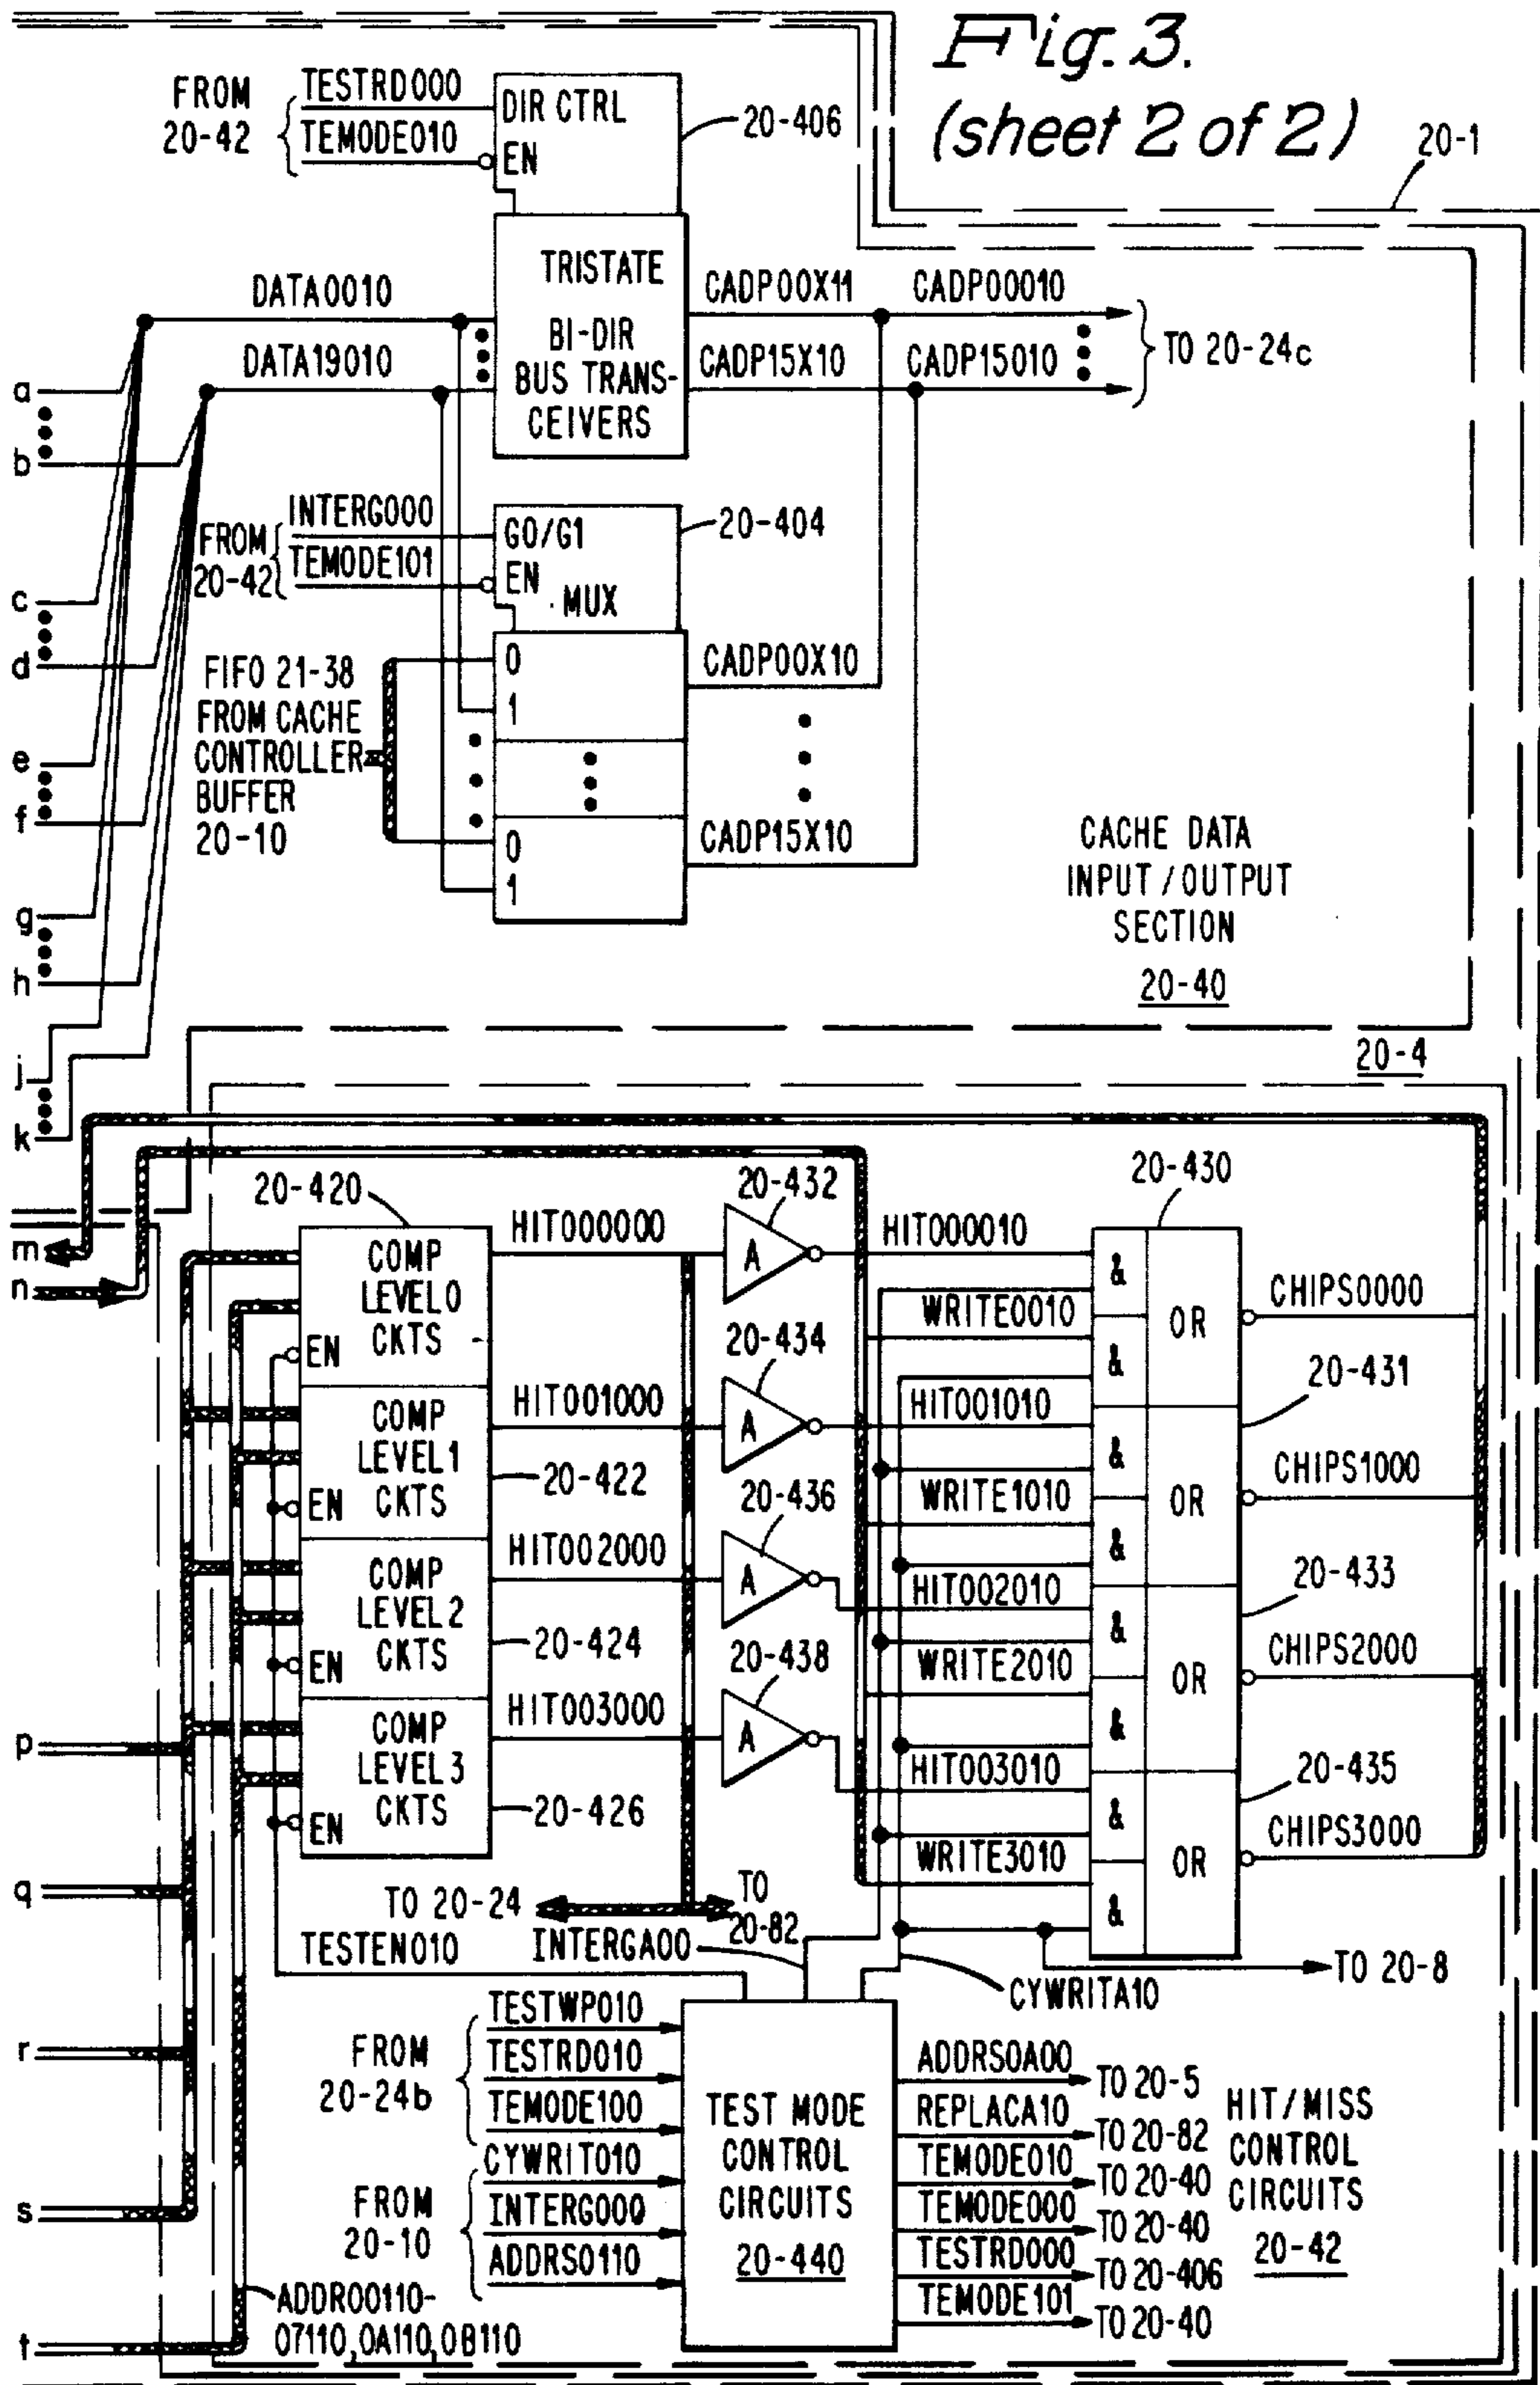 Fig. 3.
(sheet 2 of 2)
20-1
FROM
20-42
TESTRD000
TEMODE010
DIR CTRL
EN
20-406
TRISTATE
BI-DIR
BUS TRANS-
CEIVERS
DATA0010
DATA19010
CADP00X11
CADP00010
CADP15X10
CADP15010
TO 20-24c
a
b
c
d
e
f
g
h
j
k
FROM
20-42
INTERG000
TEMODE101
G0/G1
EN
MUX
20-404
FIFO 21-38
FROM CACHE
CONTROLLER
BUFFER
20-10
0
1
0
1
CADP00X10
CADP15X10
CACHE DATA
INPUT/OUTPUT
SECTION
20-40
20-4
m
n
20-420
COMP
LEVEL0
CKTS
EN
COMP
LEVEL1
CKTS
EN
20-422
COMP
LEVEL2
CKTS
EN
20-424
COMP
LEVEL3
CKTS
EN
20-426
HIT000000
HIT001000
HIT002000
HIT003000
20-432
A
20-434
A
20-436
A
20-438
A
HIT000010
WRITE0010
HIT001010
WRITE1010
HIT002010
WRITE2010
HIT003010
WRITE3010
20-430
&
&
OR
20-431
&
&
OR
20-433
&
&
OR
20-435
&
&
OR
CHIPS0000
CHIPS1000
CHIPS2000
CHIPS3000
p
q
r
s
t
TO 20-24
TO
20-82
TESTEN010
INTERGA00
CYWRITA10
TO 20-8
FROM
20-24b
TESTWP010
TESTRD010
TEMODE100
FROM
20-10
CYWRIT010
INTERG000
ADDRS0110
TEST MODE
CONTROL
CIRCUITS
20-440
ADDRS0A00
TO 20-5
REPLACA10
TO 20-82
TEMODE010
TO 20-40
TEMODE000
TO 20-40
TESTRD000
TO 20-406
TEMODE101
TO 20-40
HIT/MISS
CONTROL
CIRCUITS
20-42
ADDR00110-
07110,0A110,0B110